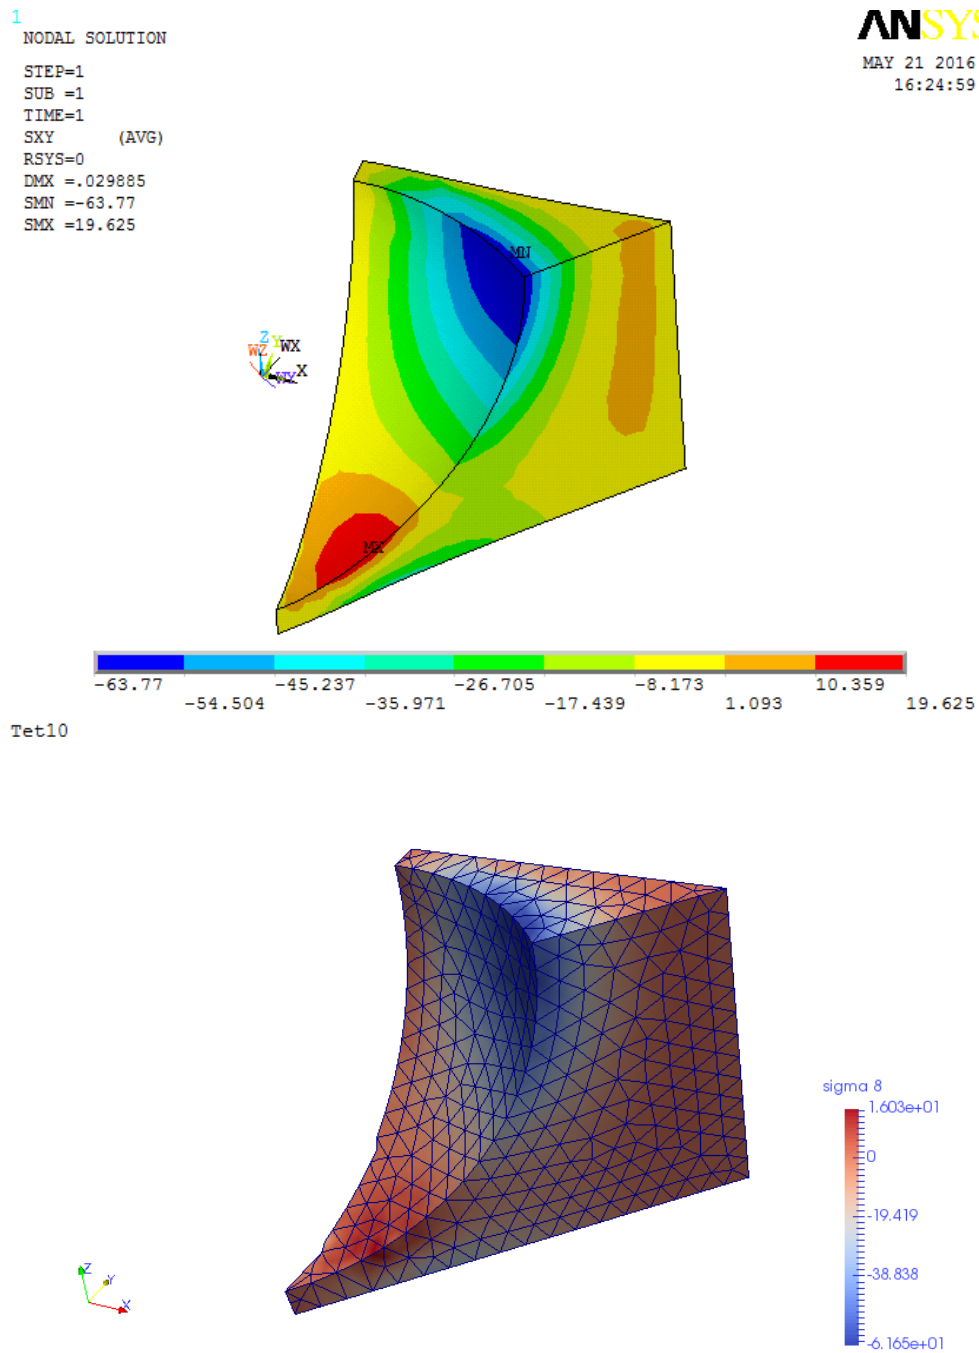 1
NODAL SOLUTION
ANSYS
MAY 21 2016
16:24:59
STEP=1
SUB =1
TIME=1
SXY (AVG)
RSYS=0
DMX =.029885
SMN =-63.77
SMX =19.625
MN
Z Y WX
WZ
X
WY
MX
-63.77 -45.237 -26.705 -8.173 10.359
-54.504 -35.971 -17.439 1.093 19.625
Tet10
sigma 8
1.603e+01
0
-19.419
-38.838
-6.165e+01
Z
Y
X